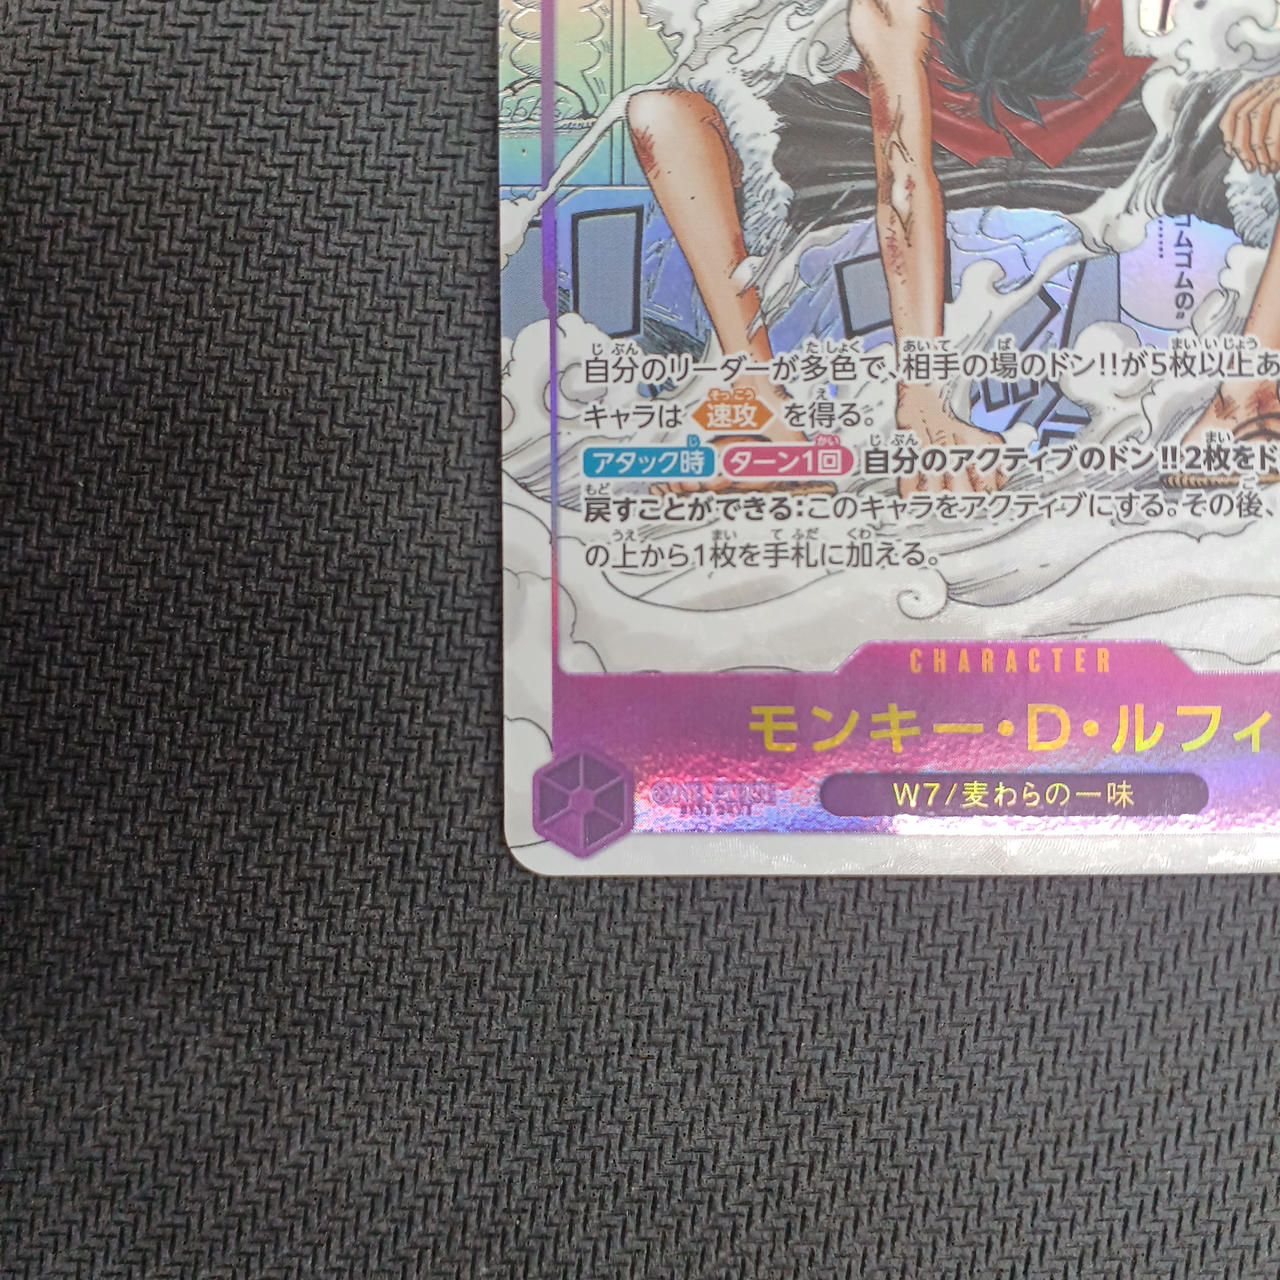 ゴムゴムの"
……
自分のリーダーが多色で、相手の場のドン!!が5枚以上あ
キャラは 速攻 を得る。
アタック時 ターン1回 自分のアクティブのドン!!2枚をド
戻すことができる:このキャラをアクティブにする。その後、
の上から1枚を手札に加える。
CHARACTER
モンキー・D・ルフィ
W7/麦わらの一味